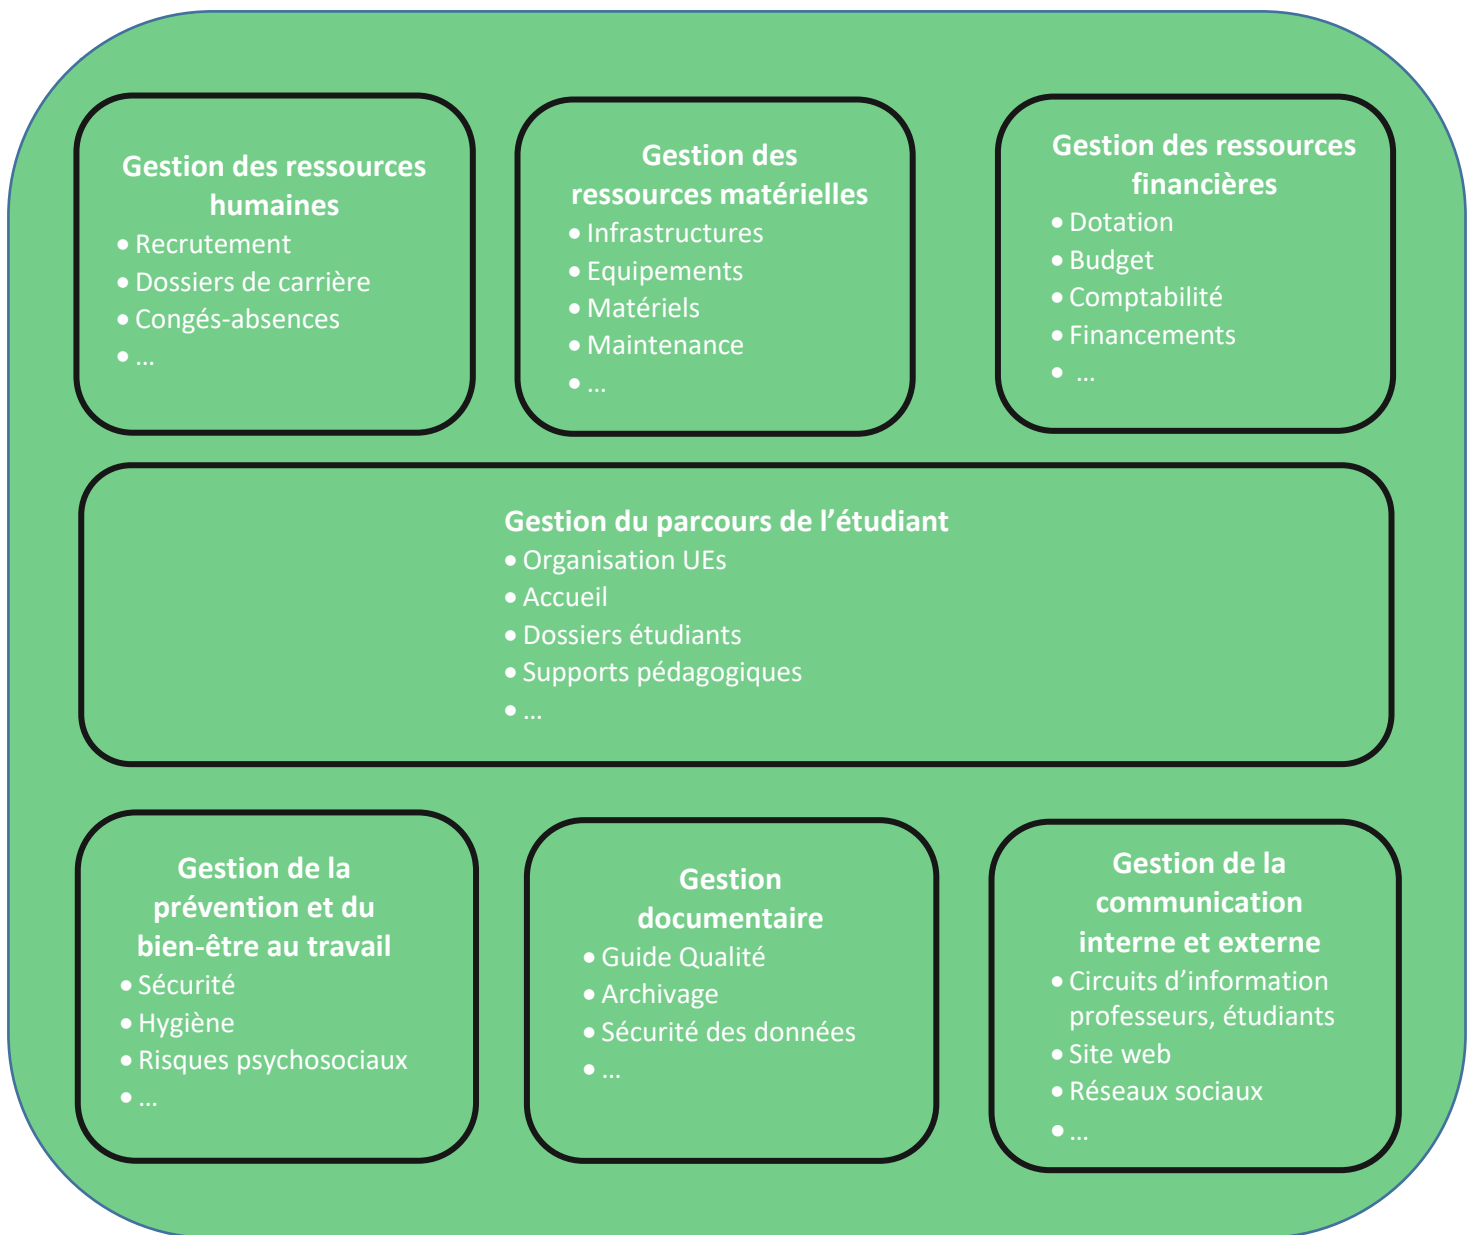 Gestion des ressources
humaines
• Recrutement
• Dossiers de carrière
• Congés-absences
• ...
Gestion des
ressources matérielles
• Infrastructures
• Equipements
• Matériels
• Maintenance
• ...
Gestion des ressources
financières
• Dotation
• Budget
• Comptabilité
• Financements
• ...
Gestion du parcours de l’étudiant
• Organisation UEs
• Accueil
• Dossiers étudiants
• Supports pédagogiques
• ...
Gestion de la
prévention et du
bien-être au travail
• Sécurité
• Hygiène
• Risques psychosociaux
• ...
Gestion
documentaire
• Guide Qualité
• Archivage
• Sécurité des données
• ...
Gestion de la
communication
interne et externe
• Circuits d’information
professeurs, étudiants
• Site web
• Réseaux sociaux
• ...